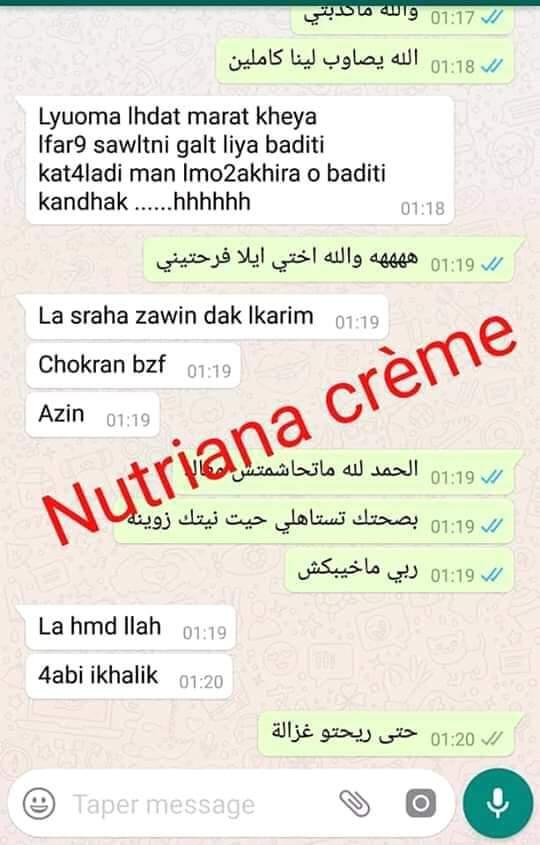 والله ماكدبتي 01:17
الله يصاوب لينا كاملين 01:18
Lyuoma lhdat marat kheya
lfar9 sawltni galt liya baditi
kat4ladi man lmo2akhira o baditi
kandhak ......hhhhhh 01:18
ههههه والله اختي ايلا فرحتيني 01:19
La sraha zawin dak lkarim 01:19
Chokran bzf 01:19
Azin 01:19
Nutriana crème
الحمد لله ماتحاشمتش 01:19
بصحتك تستاهلي حيت نيتك زوينة 01:19
ربي ماخيبكش 01:19
La hmd llah 01:19
4abi ikhalik 01:20
حتى ريحتو غزالة 01:20
Taper message